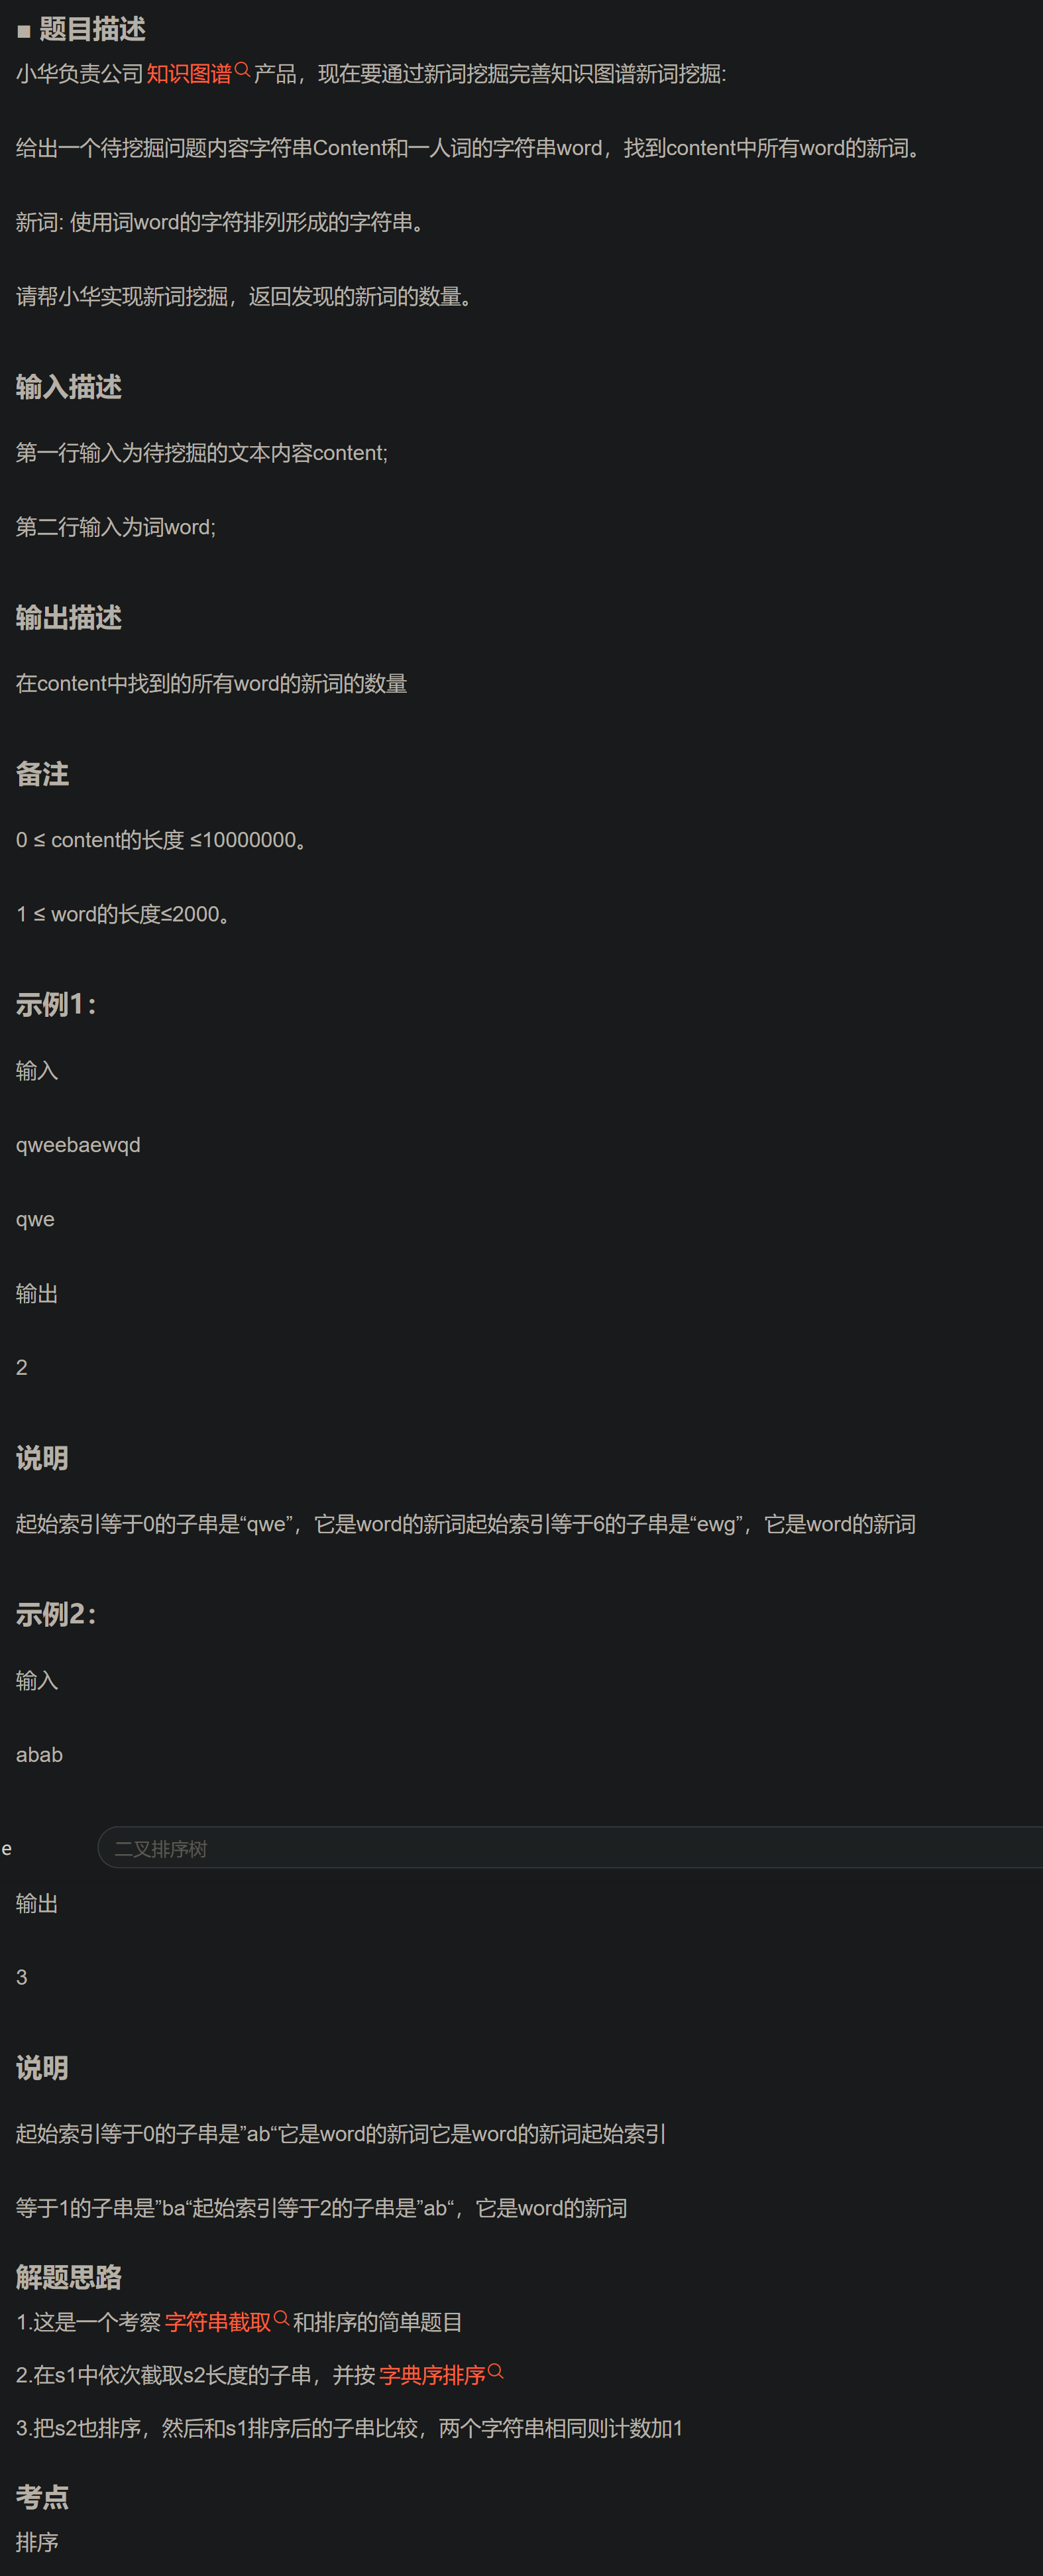 ■ 题目描述
小华负责公司 知识图谱 产品，现在要通过新词挖掘完善知识图谱新词挖掘:
给出一个待挖掘问题内容字符串Content和一人词的字符串word，找到content中所有word的新词。
新词: 使用词word的字符排列形成的字符串。
请帮小华实现新词挖掘，返回发现的新词的数量。
输入描述
第一行输入为待挖掘的文本内容content;
第二行输入为词word;
输出描述
在content中找到的所有word的新词的数量
备注
0 ≤ content的长度 ≤10000000。
1 ≤ word的长度≤2000。
示例1：
输入
qweebaewqd
qwe
输出
2
说明
起始索引等于0的子串是“qwe”，它是word的新词起始索引等于6的子串是“ewg”，它是word的新词
示例2：
输入
abab
e
二叉排序树
输出
3
说明
起始索引等于0的子串是”ab“它是word的新词它是word的新词起始索引
等于1的子串是”ba“起始索引等于2的子串是”ab“，它是word的新词
解题思路
1.这是一个考察 字符串截取 和排序的简单题目
2.在s1中依次截取s2长度的子串，并按 字典序排序
3.把s2也排序，然后和s1排序后的子串比较，两个字符串相同则计数加1
考点
排序